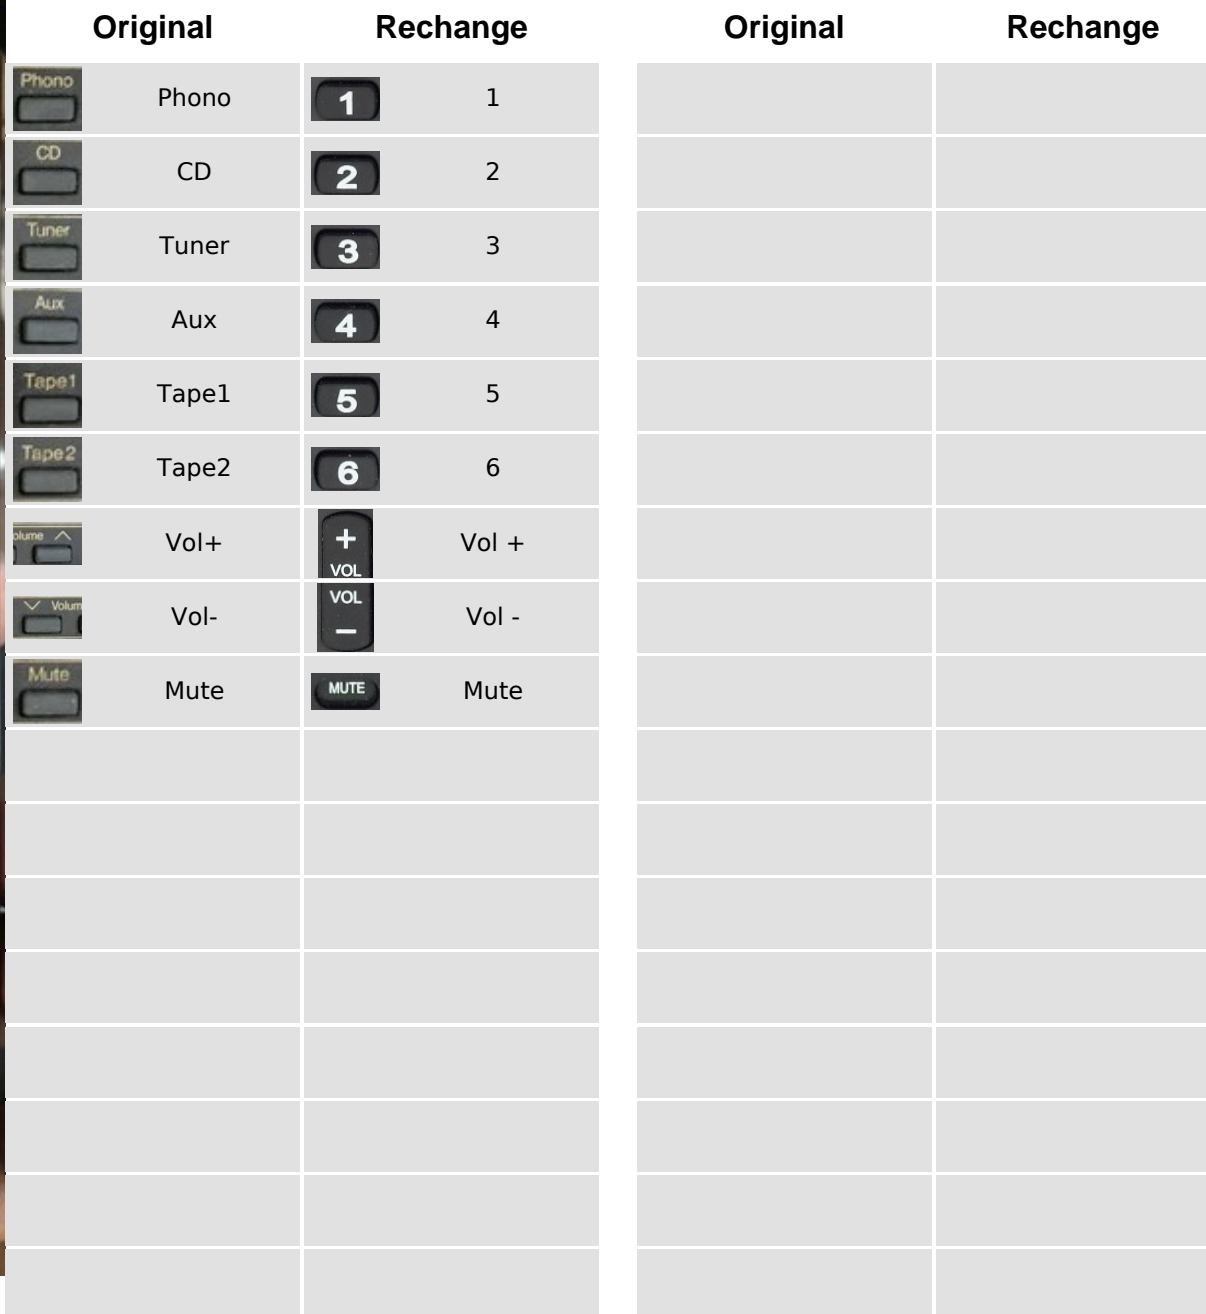 Original Rechange Original Rechange
Phono Phono 1 1
CD CD 2 2
Tuner Tuner 3 3
Aux Aux 4 4
Tape1 Tape1 5 5
Tape2 Tape2 6 6
olume Vol+ + VOL Vol +
Volum Vol- VOL – Vol -
Mute Mute MUTE Mute